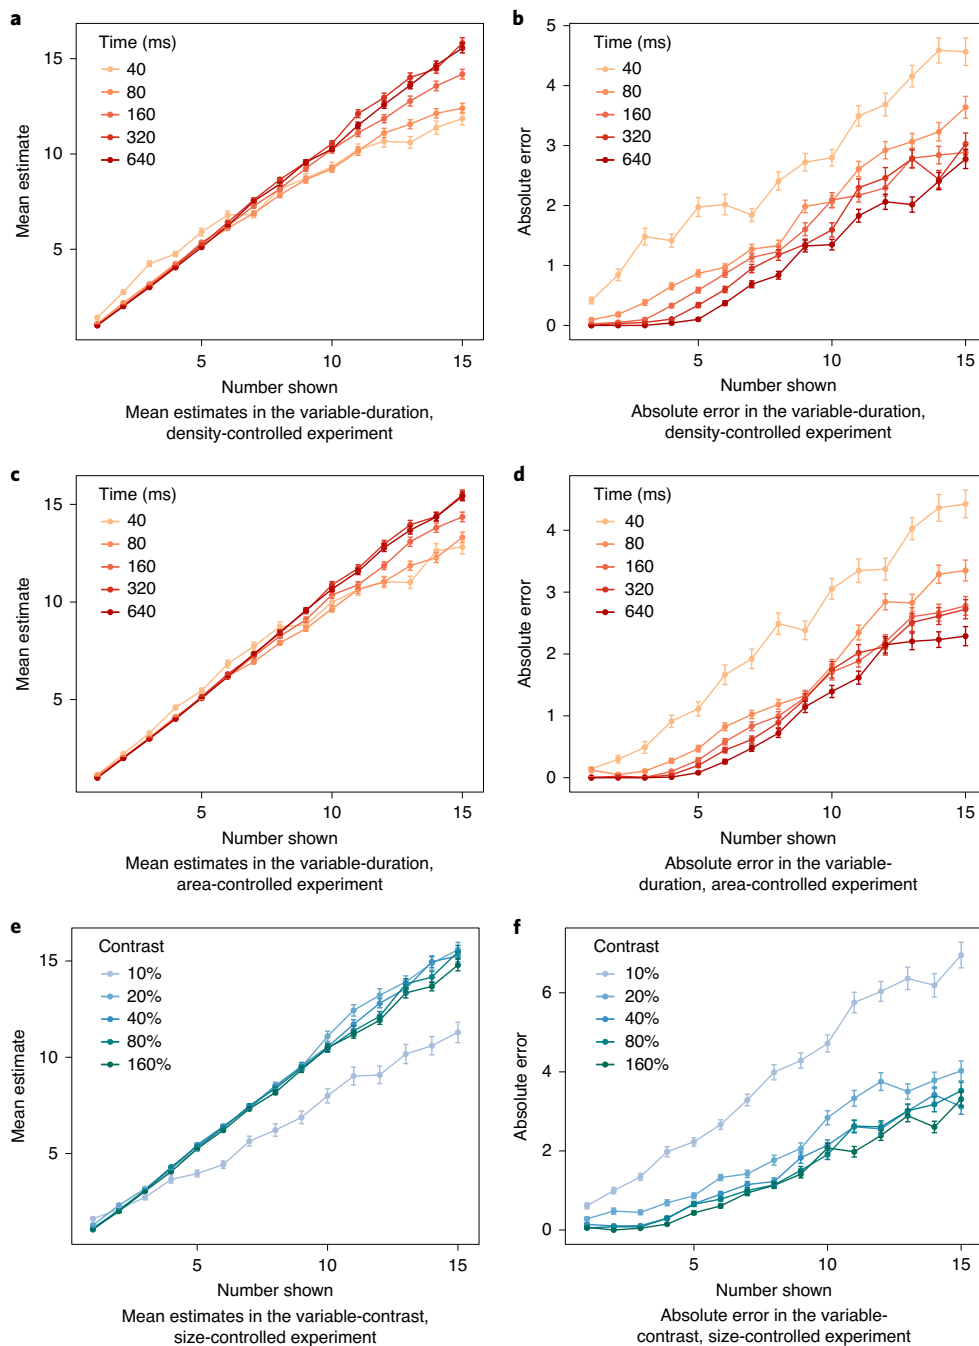 a
Time (ms)
40
80
160
320
640
Mean estimate
15
10
5
5
10
15
Number shown
Mean estimates in the variable-duration,
density-controlled experiment
b
Time (ms)
40
80
160
320
640
Absolute error
5
4
3
2
1
0
5
10
15
Number shown
Absolute error in the variable-duration,
density-controlled experiment
c
Time (ms)
40
80
160
320
640
Mean estimate
15
10
5
5
10
15
Number shown
Mean estimates in the variable-duration,
area-controlled experiment
d
Time (ms)
40
80
160
320
640
Absolute error
4
3
2
1
0
5
10
15
Number shown
Absolute error in the variable-
duration, area-controlled experiment
e
Contrast
10%
20%
40%
80%
160%
Mean estimate
15
10
5
5
10
15
Number shown
Mean estimates in the variable-contrast,
size-controlled experiment
f
Contrast
10%
20%
40%
80%
160%
Absolute error
6
4
2
0
5
10
15
Number shown
Absolute error in the variable-
contrast, size-controlled experiment